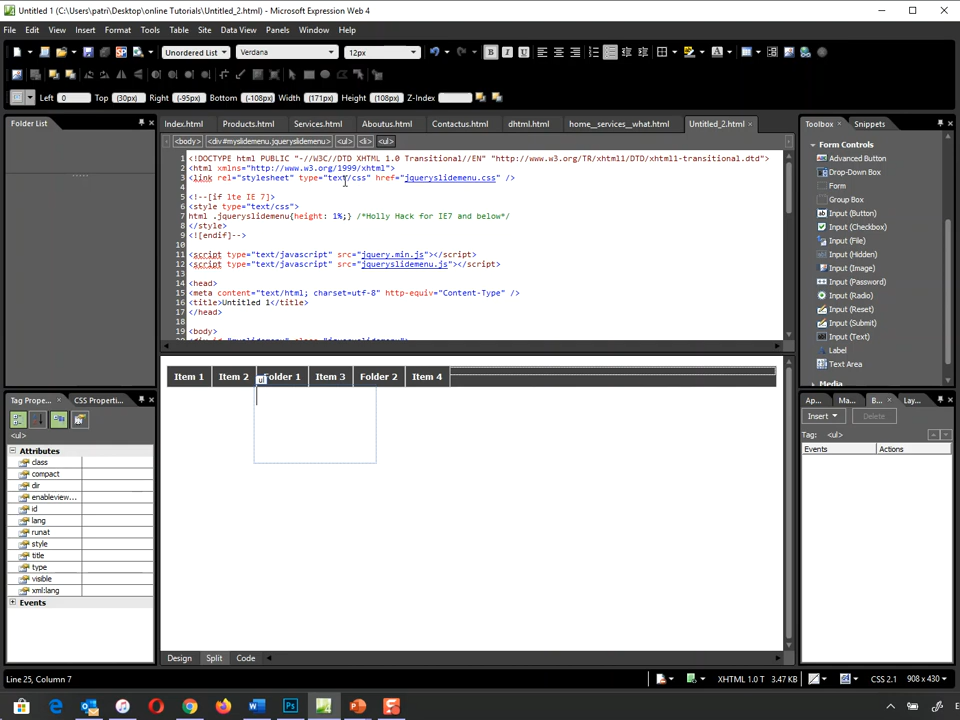 Untitled 1 (C:\Users\patri\Desktop\online Tutorials\Untitled_2.html) - Microsoft Expression Web 4
File Edit View Insert Format Tools Table Site Data View Panels Window Help
Unordered List Verdana 12px B I U
Left 0 Top (30px) Right (-95px) Bottom (-108px) Width (171px) Height (108px) Z-Index
Folder List
Index.html Products.html Services.html Aboutus.html Contactus.html dhtml.html home__services__what.html Untitled_2.html
<body> <div #myslidemenu.jqueryslidemenu> <ul> <li> <ul>
1 <!DOCTYPE html PUBLIC "-//W3C//DTD XHTML 1.0 Transitional//EN" "http://www.w3.org/TR/xhtml1/DTD/xhtml1-transitional.dtd">
2 <html xmlns="http://www.w3.org/1999/xhtml">
3 <link rel="stylesheet" type="text/css" href="jqueryslidemenu.css" />
4
5 <!--[if lte IE 7]>
6 <style type="text/css">
7 html .jqueryslidemenu{height: 1%;} /*Holly Hack for IE7 and below*/
8 </style>
9 <![endif]-->
10
11 <script type="text/javascript" src="jquery.min.js"></script>
12 <script type="text/javascript" src="jqueryslidemenu.js"></script>
13
14 <head>
15 <meta content="text/html; charset=utf-8" http-equiv="Content-Type" />
16 <title>Untitled 1</title>
17 </head>
18
19 <body>
Item 1 Item 2 Folder 1 Item 3 Folder 2 Item 4
ul
Design Split Code
Toolbox Snippets
Form Controls
Advanced Button
Drop-Down Box
Form
Group Box
Input (Button)
Input (Checkbox)
Input (File)
Input (Hidden)
Input (Image)
Input (Password)
Input (Radio)
Input (Reset)
Input (Submit)
Input (Text)
Label
Text Area
Media
Tag Prope... CSS Properti...
<ul>
Attributes
class
compact
dir
enableview...
id
lang
runat
style
title
type
visible
xml:lang
Events
Ap... Ma... B... Lay...
Insert Delete
Tag: <ul>
Events Actions
Line 25, Column 7 XHTML 1.0 T 3.47 KB CSS 2.1 908 x 430